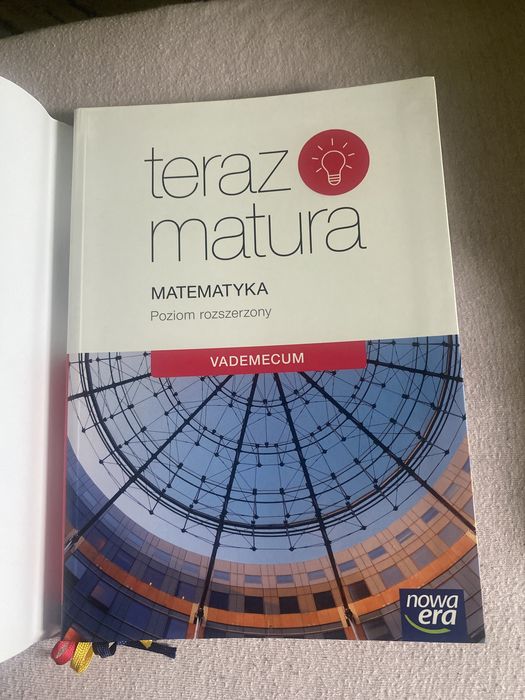 teraz
matura
MATEMATYKA
Poziom rozszerzony
VADEMECUM
nowa
era